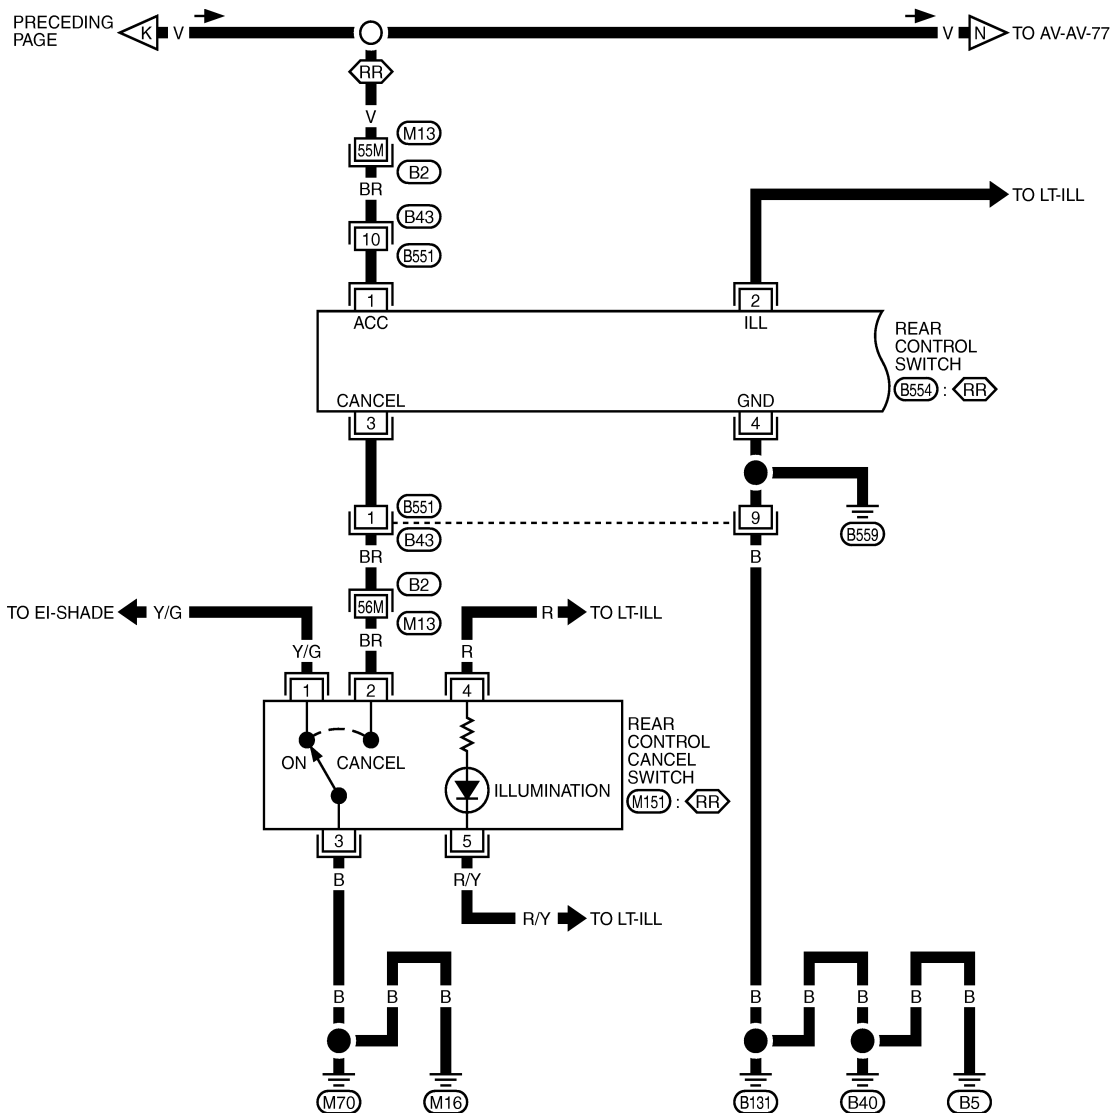 PRECEDING
PAGE
K
V
V
N
TO AV-AV-77
RR
V
M13
55M
B2
BR
TO LT-ILL
B43
10
B551
1
2
ACC
ILL
REAR
CONTROL
SWITCH
B554 : RR
CANCEL
GND
3
4
B551
1
9
B559
B43
BR
B
B2
56M
TO EI-SHADE
Y/G
R
TO LT-ILL
M13
BR
Y/G
R
1
2
4
REAR
CONTROL
CANCEL
SWITCH
M151 : RR
ON
CANCEL
ILLUMINATION
3
5
B
R/Y
R/Y
TO LT-ILL
B
B
B
B
B
B
B
B
M70
M16
B131
B40
B5